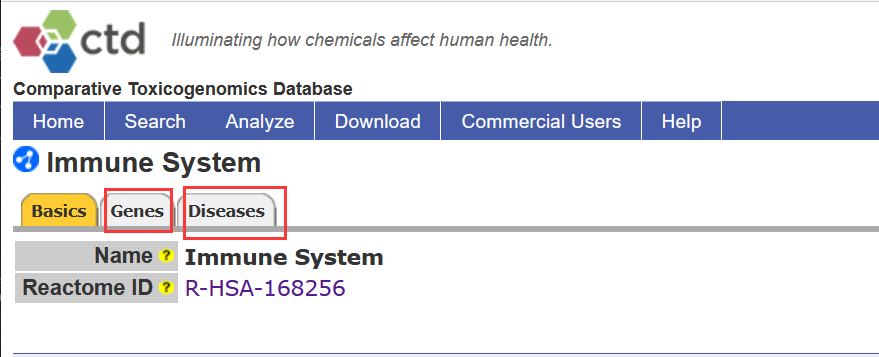 ctd
Illuminating how chemicals affect human health.
Comparative Toxicogenomics Database
Home Search Analyze Download Commercial Users Help
Immune System
Basics Genes Diseases
Name ? Immune System
Reactome ID ? R-HSA-168256